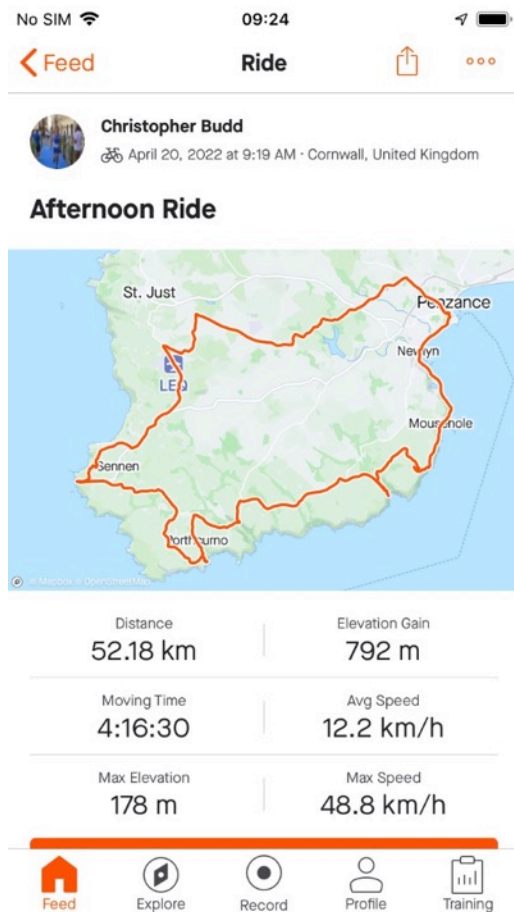 No SIM 09:24
Feed Ride
Christopher Budd
April 20, 2022 at 9:19 AM · Cornwall, United Kingdom
Afternoon Ride
St. Just
Penzance
Newlyn
LEQ
Mousehole
Sennen
Porthcurno
© Mapbox © OpenStreetMap
Distance Elevation Gain
52.18 km 792 m
Moving Time Avg Speed
4:16:30 12.2 km/h
Max Elevation Max Speed
178 m 48.8 km/h
Feed Explore Record Profile Training